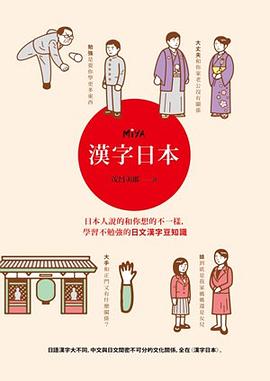 勉強是要你學更多東西
大丈夫和你家老公沒有關係
MIYA
漢字日本
茂呂美耶 著
日本人說的和你想的不一樣，
學習不勉強的日文漢字豆知識
大手和正門又有什麼關係？
娘到底是我家媽媽還是女兒
日語漢字大不同，中文與日文間密不可分的文化關係，全在《漢字日本》。